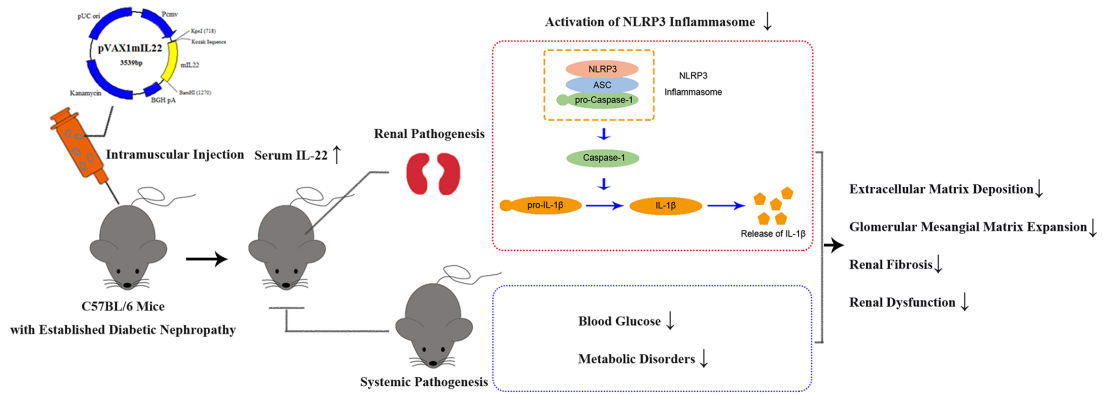 pUC ori
Pcmv
KpnI (718)
Kozak Sequence
pVAX1mIL22
3539bp
mIL22
Kanamycin
BamHI (1270)
BGH pA
Intramuscular Injection
Serum IL-22 ↑
C57BL/6 Mice
with Established Diabetic Nephropathy
Renal Pathogenesis
Systemic Pathogenesis
Activation of NLRP3 Inflammasome ↓
NLRP3
ASC
pro-Caspase-1
NLRP3
Inflammasome
Caspase-1
pro-IL-1β
IL-1β
Release of IL-1β
Blood Glucose ↓
Metabolic Disorders ↓
Extracellular Matrix Deposition ↓
Glomerular Mesangial Matrix Expansion ↓
Renal Fibrosis ↓
Renal Dysfunction ↓